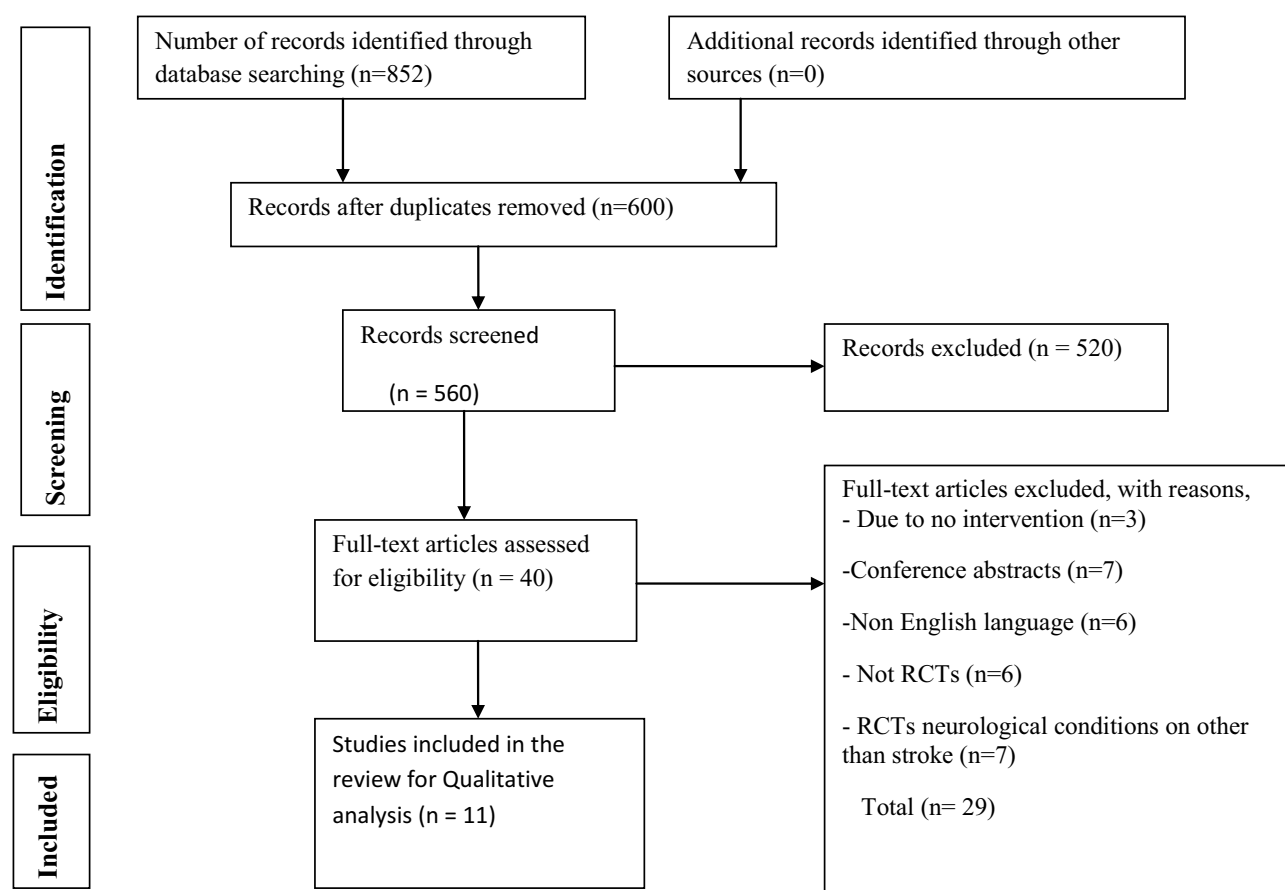 Number of records identified through
database searching (n=852)
Additional records identified through other
sources (n=0)
Identification
Records after duplicates removed (n=600)
Records screened
(n = 560)
Records excluded (n = 520)
Screening
Full-text articles assessed
for eligibility (n = 40)
Full-text articles excluded, with reasons,
- Due to no intervention (n=3)
-Conference abstracts (n=7)
-Non English language (n=6)
- Not RCTs (n=6)
- RCTs neurological conditions on other
than stroke (n=7)
Total (n= 29)
Eligibility
Studies included in the
review for Qualitative
analysis (n = 11)
Included